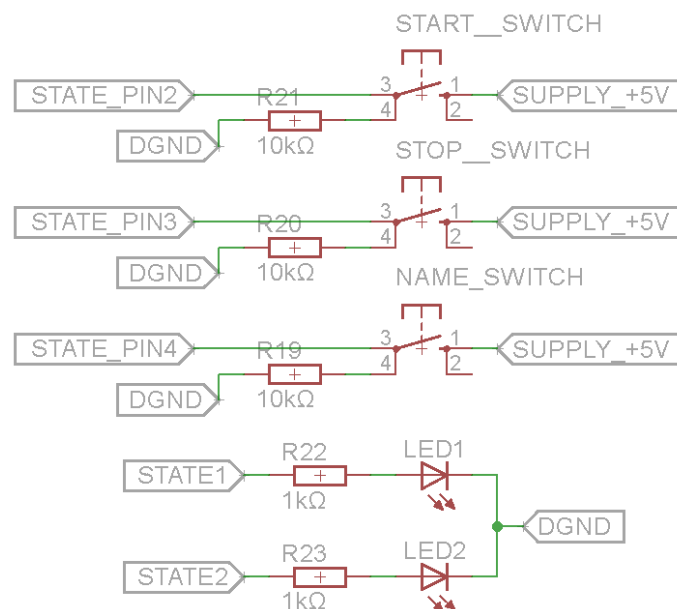 START__SWITCH
STATE_PIN2 R21 3 1 SUPPLY_+5V
DGND 10kΩ 4 2
STOP__SWITCH
STATE_PIN3 R20 3 1 SUPPLY_+5V
DGND 10kΩ 4 2
NAME_SWITCH
STATE_PIN4 R19 3 1 SUPPLY_+5V
DGND 10kΩ 4 2
R22 LED1
STATE1
1kΩ
DGND
R23 LED2
STATE2
1kΩ